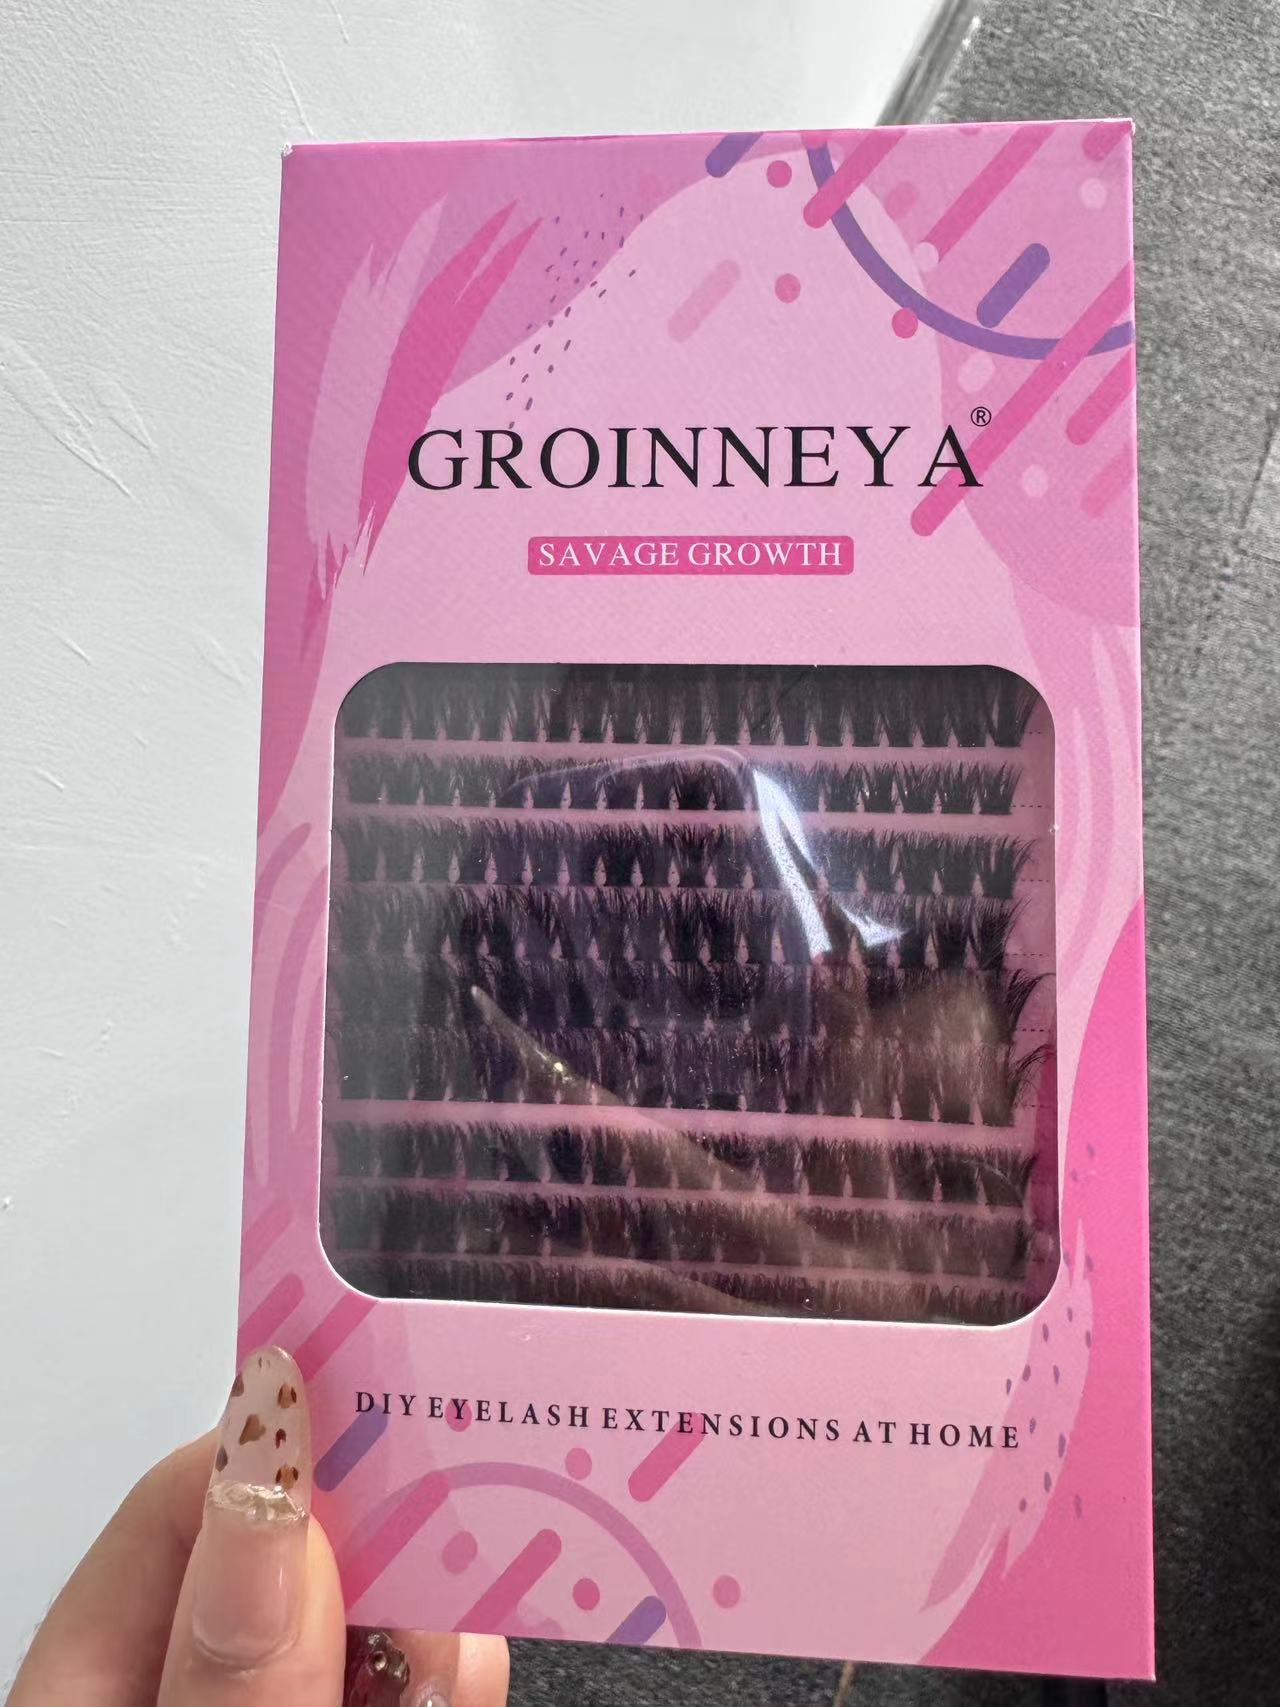 GROINNEYA®
SAVAGE GROWTH
DIY EYELASH EXTENSIONS AT HOME